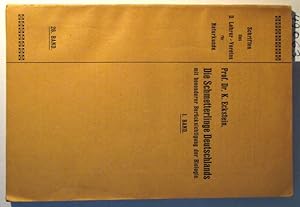 Schriften
des
D. Lehrer-Vereins
für
Naturkunde.
Prof. Dr. K. Eckstein,
Die Schmetterlinge Deutschlands
mit besonderer Berücksichtigung der Biologie.
1. BAND.
26. BAND.